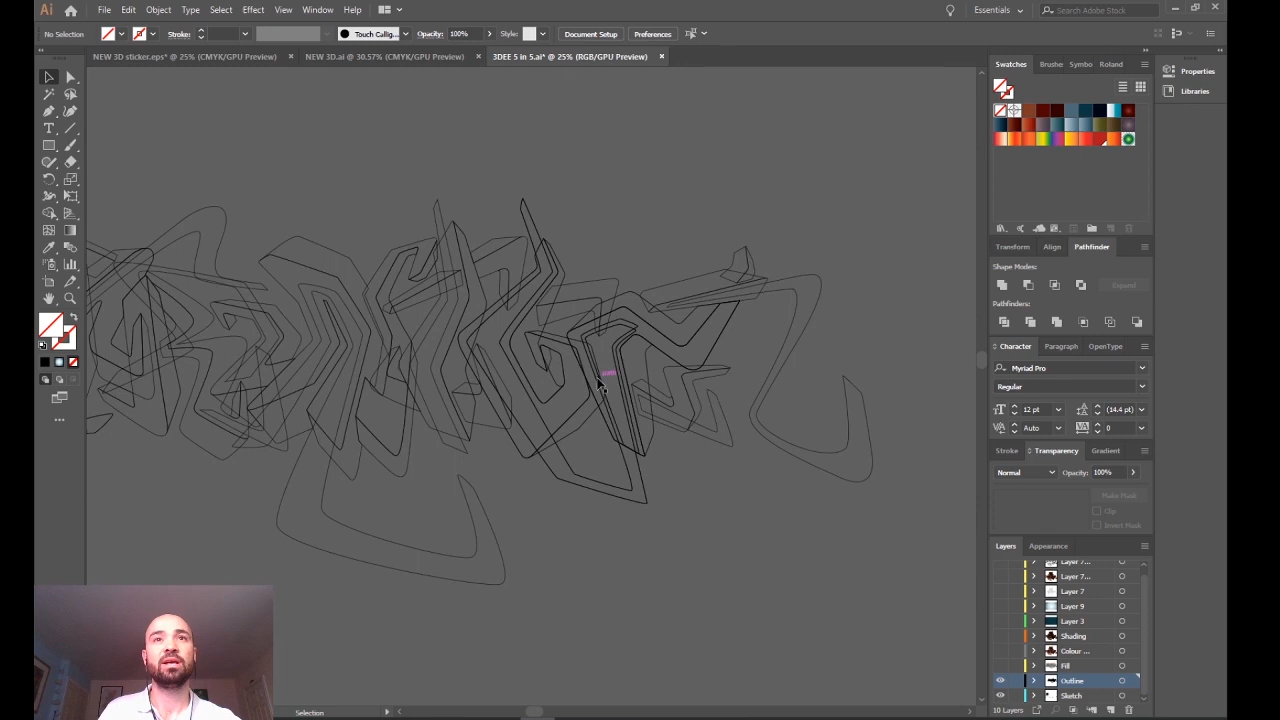 Ai File Edit Object Type Select Effect View Window Help Essentials Search Adobe Stock
No Selection Stroke: Touch Callig... Opacity: 100% Style: Document Setup Preferences
NEW 3D sticker.eps* @ 25% (CMYK/GPU Preview) × NEW 3D.ai @ 30.57% (CMYK/GPU Preview) × 3DEE 5 in 5.ai* @ 25% (RGB/GPU Preview) ×
Swatches Brushe Symbo Roland
Properties
Libraries
Transform Align Pathfinder
Shape Modes:
Expand
Pathfinders:
Character Paragraph OpenType
Myriad Pro
Regular
12 pt (14.4 pt)
Auto 0
Stroke Transparency Gradient
Normal Opacity: 100%
Make Mask
Clip
Invert Mask
Layers Appearance
Layer 7...
Layer 7...
Layer 7
Layer 9
Layer 3
Shading
Colour ...
Fill
Outline
Sketch
10 Layers
path
Selection